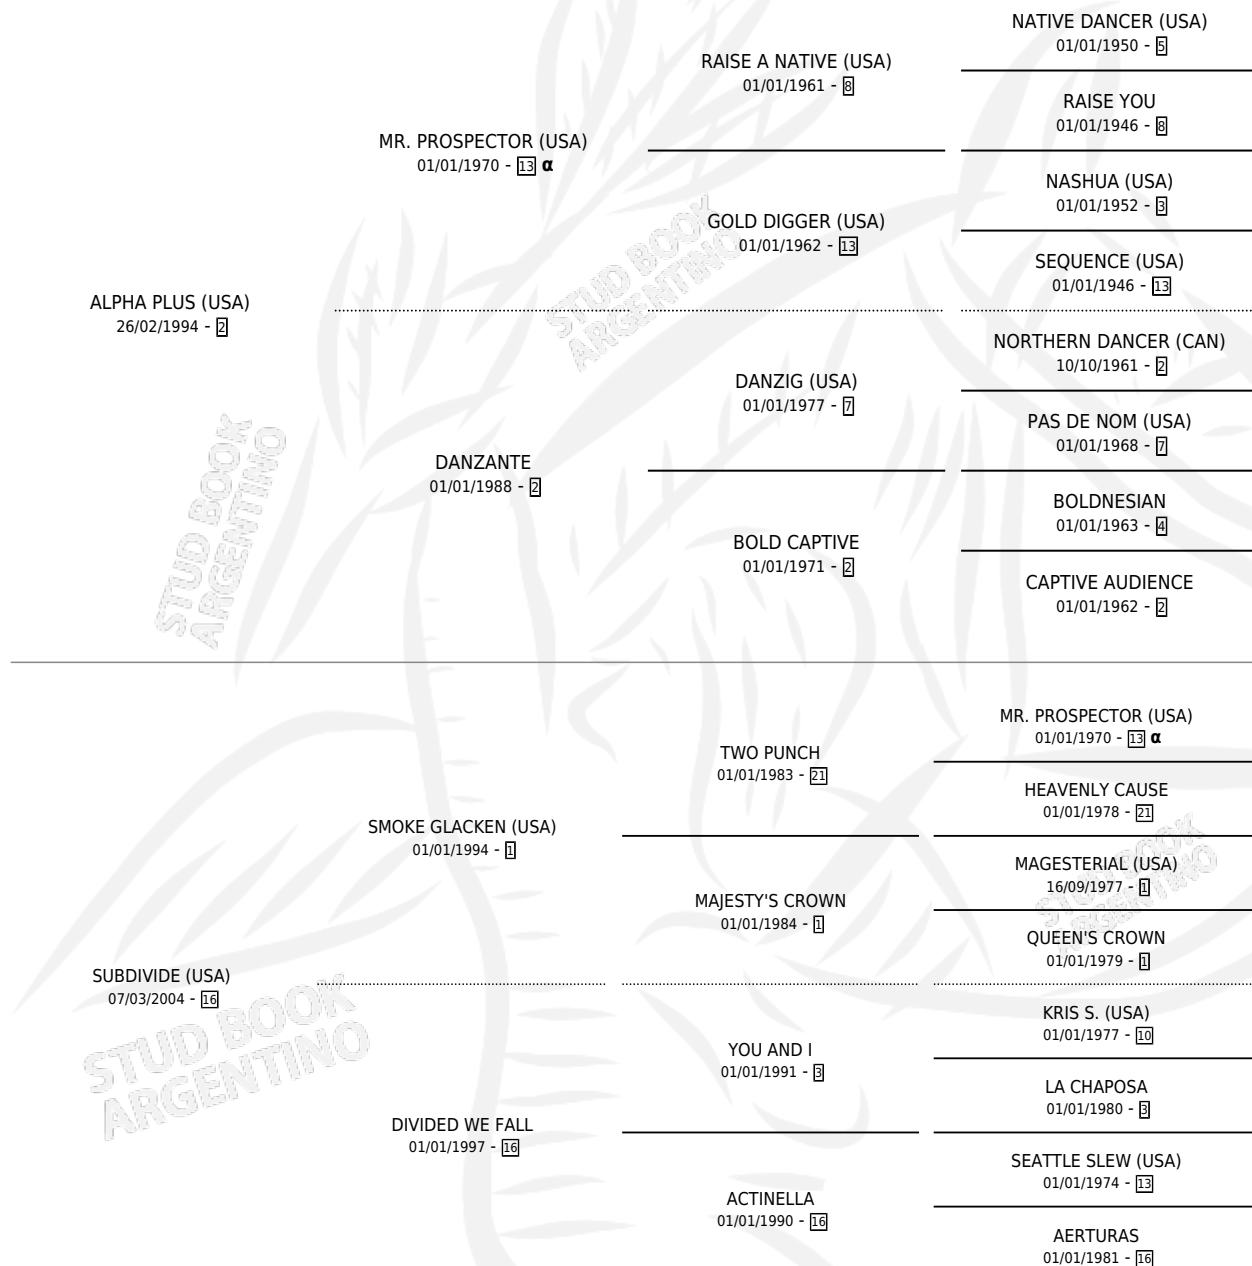 NATIVE DANCER (USA)
01/01/1950 - 5
RAISE A NATIVE (USA)
01/01/1961 - 8
RAISE YOU
01/01/1946 - 8
MR. PROSPECTOR (USA)
01/01/1970 - 13 α
NASHUA (USA)
01/01/1952 - 3
GOLD DIGGER (USA)
01/01/1962 - 13
SEQUENCE (USA)
01/01/1946 - 13
ALPHA PLUS (USA)
26/02/1994 - 2
NORTHERN DANCER (CAN)
10/10/1961 - 2
DANZIG (USA)
01/01/1977 - 7
PAS DE NOM (USA)
01/01/1968 - 7
DANZANTE
01/01/1988 - 2
BOLDNESIAN
01/01/1963 - 4
BOLD CAPTIVE
01/01/1971 - 2
CAPTIVE AUDIENCE
01/01/1962 - 2
MR. PROSPECTOR (USA)
01/01/1970 - 13 α
TWO PUNCH
01/01/1983 - 21
HEAVENLY CAUSE
01/01/1978 - 21
SMOKE GLACKEN (USA)
01/01/1994 - 1
MAGESTERIAL (USA)
16/09/1977 - 1
MAJESTY'S CROWN
01/01/1984 - 1
QUEEN'S CROWN
01/01/1979 - 1
SUBDIVIDE (USA)
07/03/2004 - 16
KRIS S. (USA)
01/01/1977 - 10
YOU AND I
01/01/1991 - 3
LA CHAPOSA
01/01/1980 - 3
DIVIDED WE FALL
01/01/1997 - 16
SEATTLE SLEW (USA)
01/01/1974 - 13
ACTINELLA
01/01/1990 - 16
AERTURAS
01/01/1981 - 16
STUD BOOK
ARGENTINO
STUD BOOK
ARGENTINO
STUD BOOK
ARGENTINO
STUD BOOK
ARGENTINO